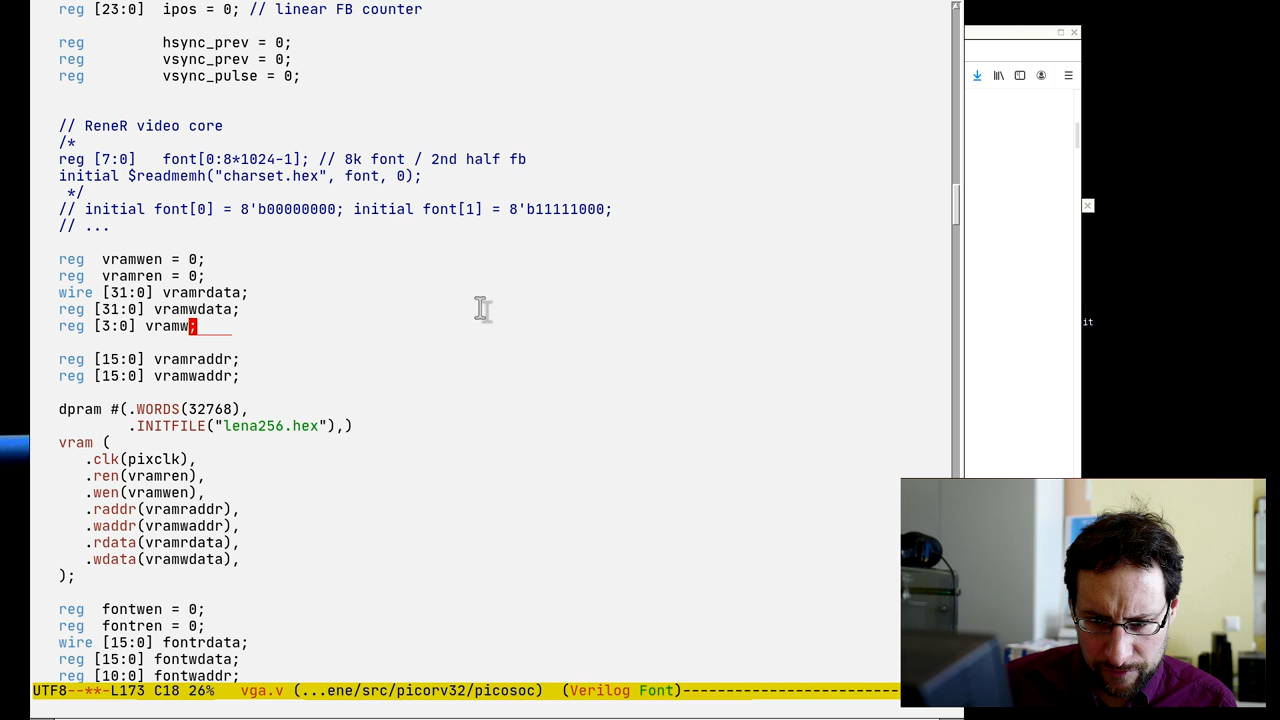 reg [23:0]  ipos = 0; // linear FB counter
reg         hsync_prev = 0;
reg         vsync_prev = 0;
reg         vsync_pulse = 0;
// ReneR video core
/*
reg [7:0]   font[0:8*1024-1]; // 8k font / 2nd half fb
initial $readmemh("charset.hex", font, 0);
*/
// initial font[0] = 8'b00000000; initial font[1] = 8'b11111000;
// ...
reg  vramwen = 0;
reg  vramren = 0;
wire [31:0] vramrdata;
reg [31:0] vramwdata;
reg [3:0] vramw;
reg [15:0] vramraddr;
reg [15:0] vramwaddr;
dpram #(.WORDS(32768),
.INITFILE("lena256.hex"),)
vram (
.clk(pixclk),
.ren(vramren),
.wen(vramwen),
.raddr(vramraddr),
.waddr(vramwaddr),
.rdata(vramrdata),
.wdata(vramwdata),
);
reg  fontwen = 0;
reg  fontren = 0;
wire [15:0] fontrdata;
reg [15:0] fontwdata;
reg [10:0] fontwaddr;
UTF8--**-L173 C18 26%   vga.v (...ene/src/picorv32/picosoc)  (Verilog Font)-------------------------
it